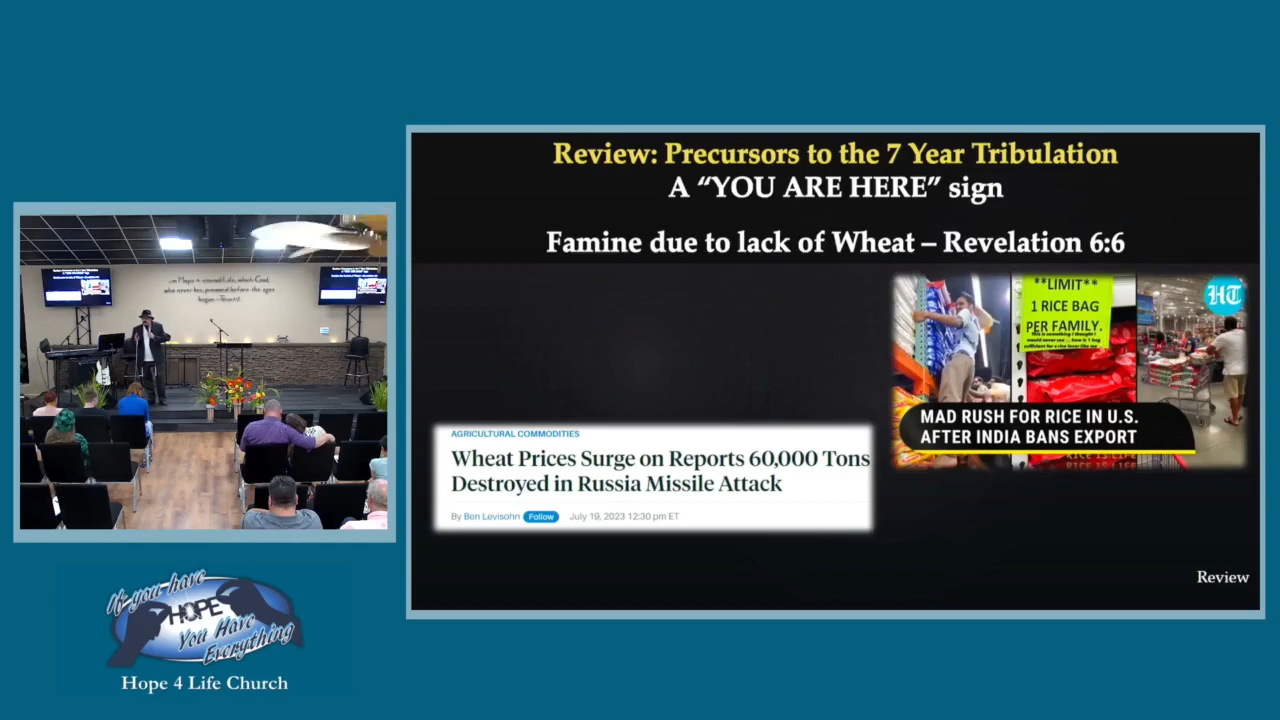 Review: Precursors to the 7 Year Tribulation
A “YOU ARE HERE” sign
Famine due to lack of Wheat – Revelation 6:6
AGRICULTURAL COMMODITIES
Wheat Prices Surge on Reports 60,000 Tons
Destroyed in Russia Missile Attack
By Ben Levisohn Follow July 19, 2023 12:30 pm ET
**LIMIT**
1 RICE BAG
PER FAMILY.
HT
MAD RUSH FOR RICE IN U.S.
AFTER INDIA BANS EXPORT
Review
If you have
HOPE
You Have
Everything
Hope 4 Life Church